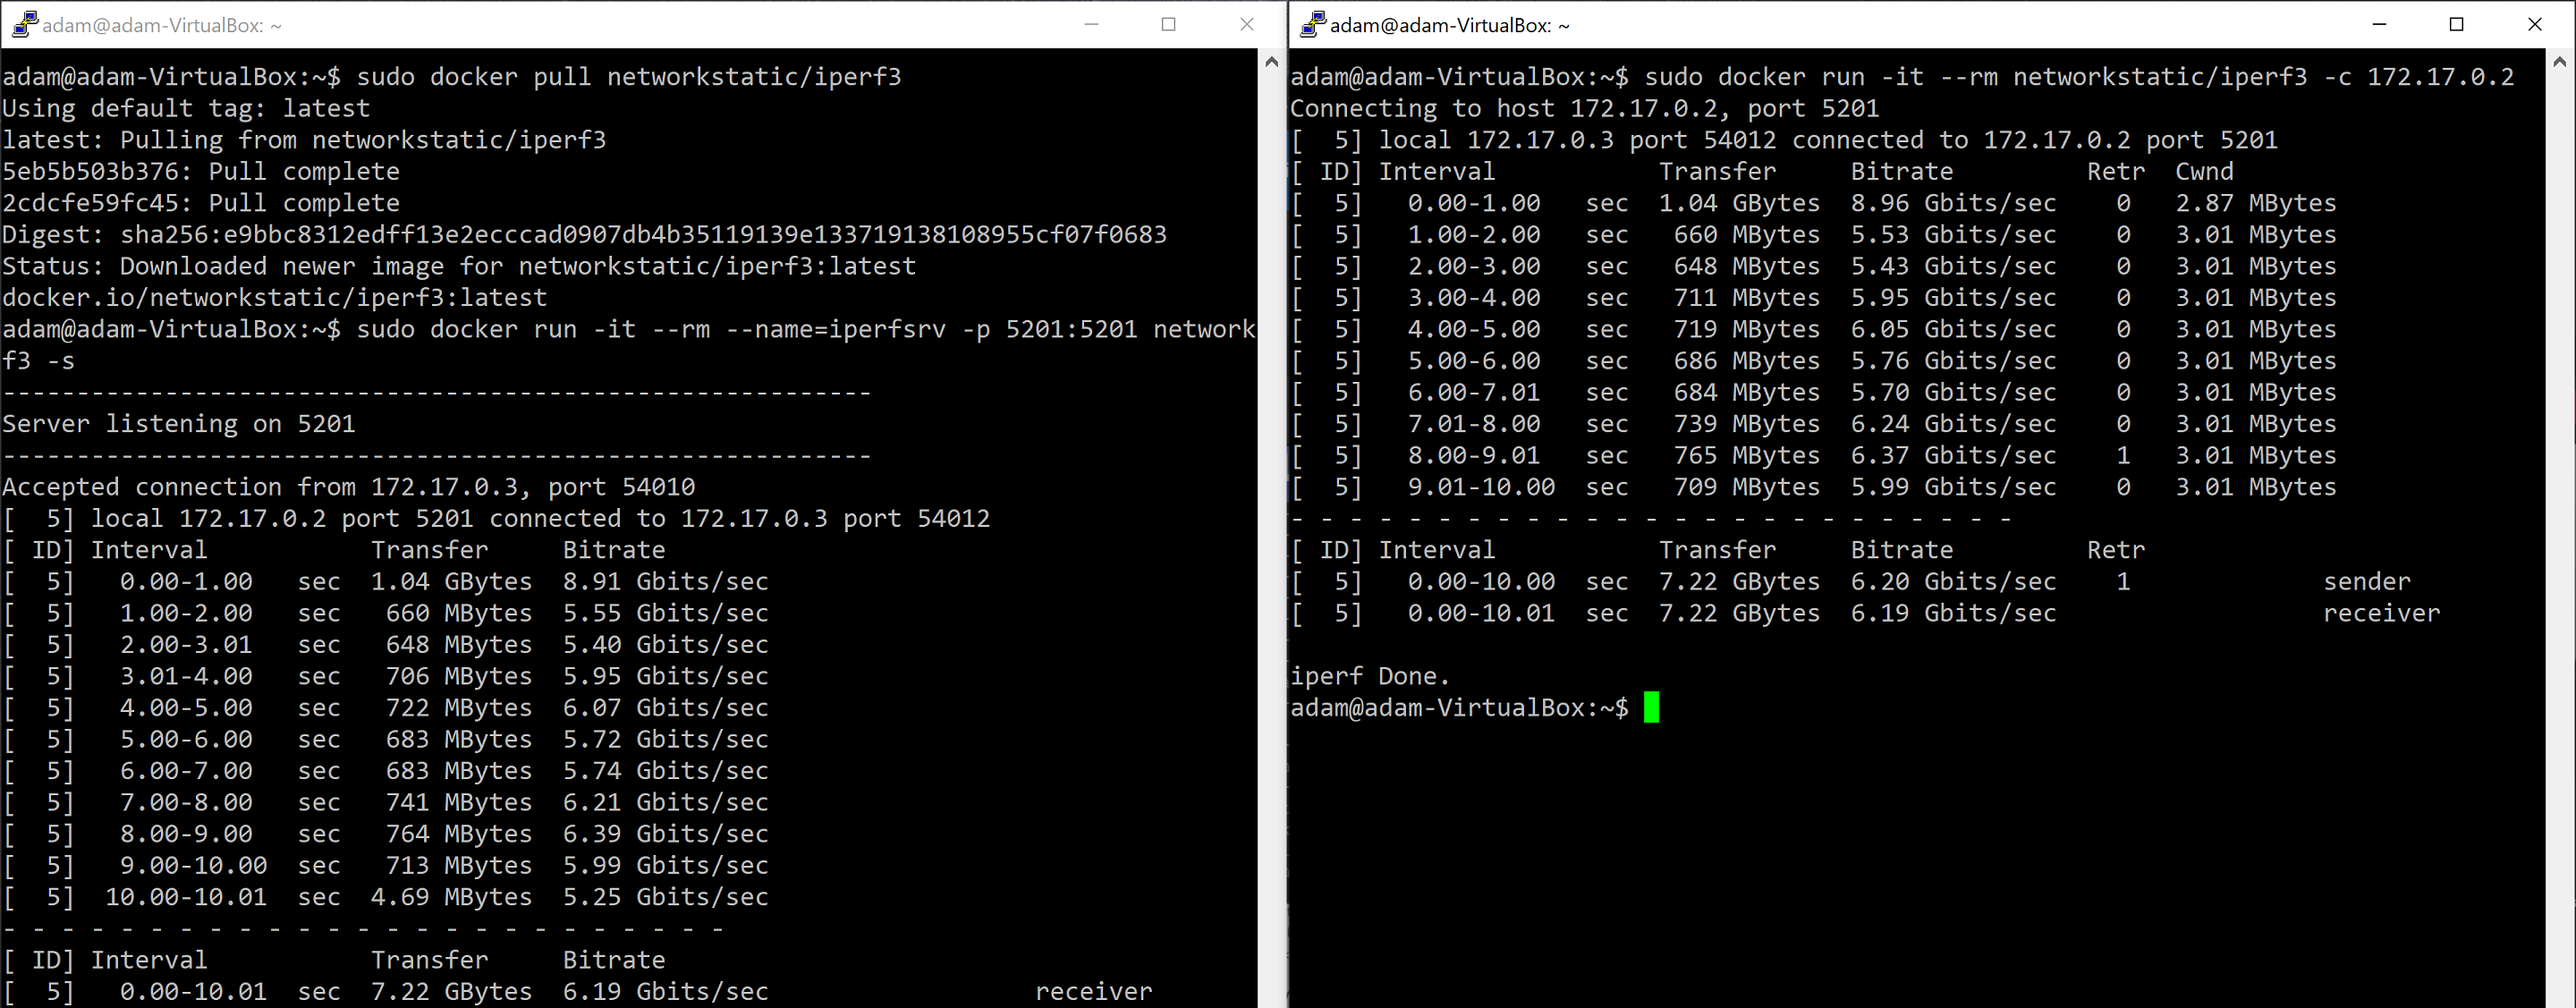 adam@adam-VirtualBox: ~
adam@adam-VirtualBox:~$ sudo docker pull networkstatic/iperf3
Using default tag: latest
latest: Pulling from networkstatic/iperf3
5eb5b503b376: Pull complete
2cdcfe59fc45: Pull complete
Digest: sha256:e9bbc8312edff13e2ecccad0907db4b35119139e133719138108955cf07f0683
Status: Downloaded newer image for networkstatic/iperf3:latest
docker.io/networkstatic/iperf3:latest
adam@adam-VirtualBox:~$ sudo docker run -it --rm --name=iperfsrv -p 5201:5201 network
f3 -s
-----------------------------------------------------------
Server listening on 5201
-----------------------------------------------------------
Accepted connection from 172.17.0.3, port 54010
[  5] local 172.17.0.2 port 5201 connected to 172.17.0.3 port 54012
[ ID] Interval           Transfer     Bitrate
[  5]   0.00-1.00   sec  1.04 GBytes  8.91 Gbits/sec
[  5]   1.00-2.00   sec   660 MBytes  5.55 Gbits/sec
[  5]   2.00-3.01   sec   648 MBytes  5.40 Gbits/sec
[  5]   3.01-4.00   sec   706 MBytes  5.95 Gbits/sec
[  5]   4.00-5.00   sec   722 MBytes  6.07 Gbits/sec
[  5]   5.00-6.00   sec   683 MBytes  5.72 Gbits/sec
[  5]   6.00-7.00   sec   683 MBytes  5.74 Gbits/sec
[  5]   7.00-8.00   sec   741 MBytes  6.21 Gbits/sec
[  5]   8.00-9.00   sec   764 MBytes  6.39 Gbits/sec
[  5]   9.00-10.00  sec   713 MBytes  5.99 Gbits/sec
[  5]  10.00-10.01  sec  4.69 MBytes  5.25 Gbits/sec
- - - - - - - - - - - - - - - - - - - - - - - - -
[ ID] Interval           Transfer     Bitrate
[  5]   0.00-10.01  sec  7.22 GBytes  6.19 Gbits/sec                  receiver
adam@adam-VirtualBox: ~
adam@adam-VirtualBox:~$ sudo docker run -it --rm networkstatic/iperf3 -c 172.17.0.2
Connecting to host 172.17.0.2, port 5201
[  5] local 172.17.0.3 port 54012 connected to 172.17.0.2 port 5201
[ ID] Interval           Transfer     Bitrate         Retr  Cwnd
[  5]   0.00-1.00   sec  1.04 GBytes  8.96 Gbits/sec    0   2.87 MBytes
[  5]   1.00-2.00   sec   660 MBytes  5.53 Gbits/sec    0   3.01 MBytes
[  5]   2.00-3.00   sec   648 MBytes  5.43 Gbits/sec    0   3.01 MBytes
[  5]   3.00-4.00   sec   711 MBytes  5.95 Gbits/sec    0   3.01 MBytes
[  5]   4.00-5.00   sec   719 MBytes  6.05 Gbits/sec    0   3.01 MBytes
[  5]   5.00-6.00   sec   686 MBytes  5.76 Gbits/sec    0   3.01 MBytes
[  5]   6.00-7.01   sec   684 MBytes  5.70 Gbits/sec    0   3.01 MBytes
[  5]   7.01-8.00   sec   739 MBytes  6.24 Gbits/sec    0   3.01 MBytes
[  5]   8.00-9.01   sec   765 MBytes  6.37 Gbits/sec    1   3.01 MBytes
[  5]   9.01-10.00  sec   709 MBytes  5.99 Gbits/sec    0   3.01 MBytes
- - - - - - - - - - - - - - - - - - - - - - - - -
[ ID] Interval           Transfer     Bitrate         Retr
[  5]   0.00-10.00  sec  7.22 GBytes  6.20 Gbits/sec    1             sender
[  5]   0.00-10.01  sec  7.22 GBytes  6.19 Gbits/sec                  receiver
iperf Done.
adam@adam-VirtualBox:~$